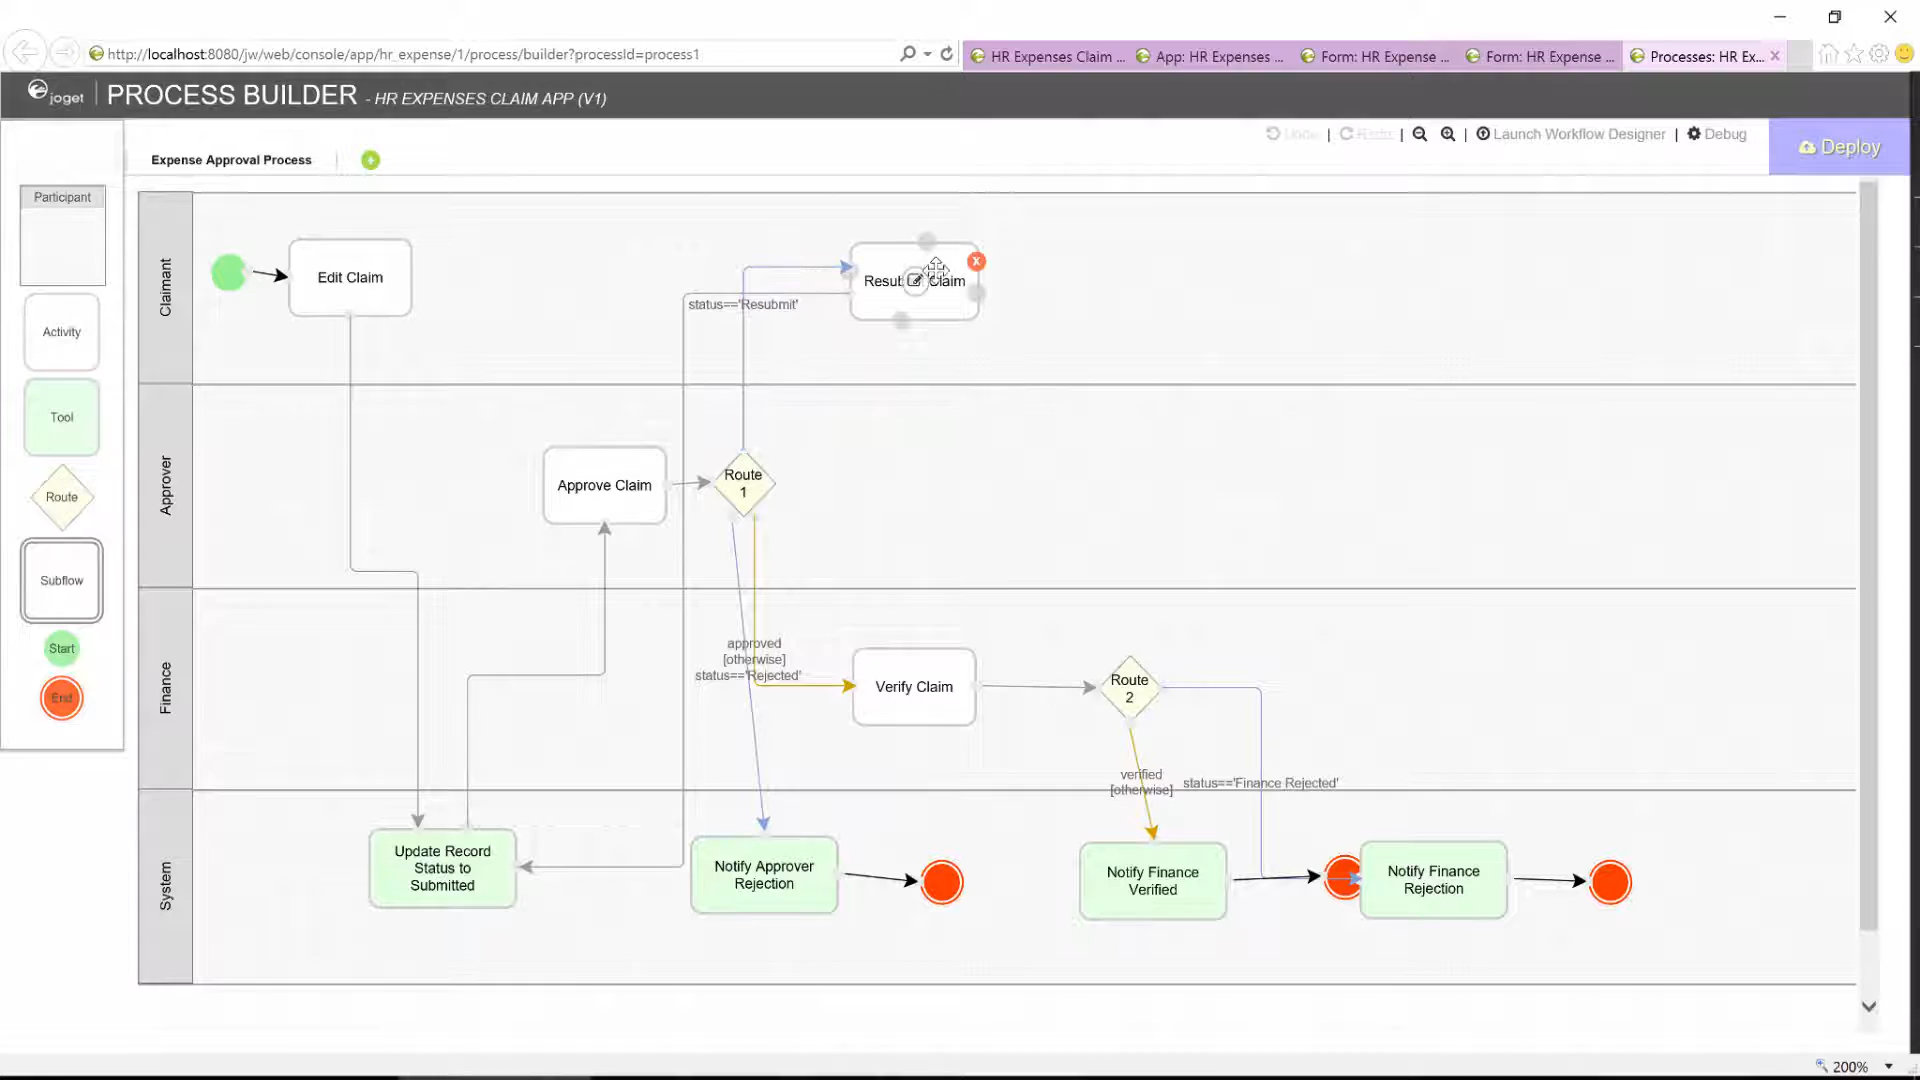 http://localhost:8080/jw/web/console/app/hr_expense/1/process/builder?processId=process1
HR Expenses Claim ...
App: HR Expenses ...
Form: HR Expense ...
Form: HR Expense ...
Processes: HR Ex...
joget
PROCESS BUILDER - HR EXPENSES CLAIM APP (V1)
Undo | Redo | | Launch Workflow Designer | Debug
Deploy
Expense Approval Process
Participant
Activity
Tool
Route
Subflow
Start
End
Claimant
Edit Claim
Claim
status=='Resubmit'
Approver
Approve Claim
Route
1
Finance
approved
[otherwise]
status=='Rejected'
Verify Claim
Route
2
verified
[otherwise]
status=='Finance Rejected'
System
Update Record
Status to
Submitted
Notify Approver
Rejection
Notify Finance
Verified
Notify Finance
Rejection
200%